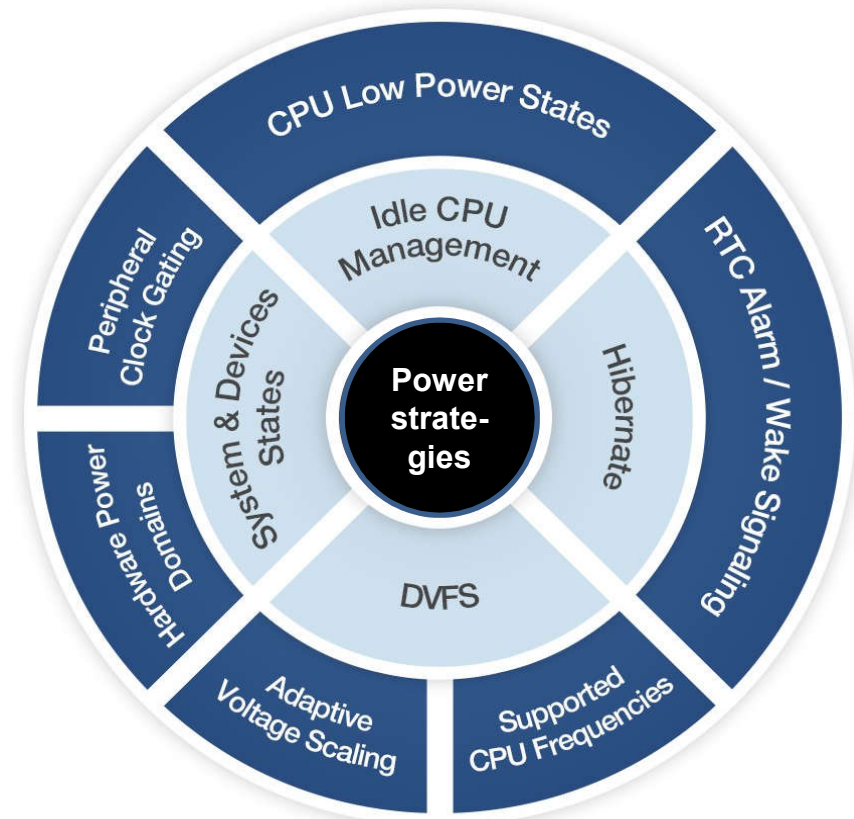 CPU Low Power States
Idle CPU
Management
Peripheral
Clock Gating
System & Devices
States
Power
strate-
gies
Hibernate
RTC Alarm / Wake Signaling
Hardware Power
Domains
DVFS
Adaptive
Voltage Scaling
Supported
CPU Frequencies